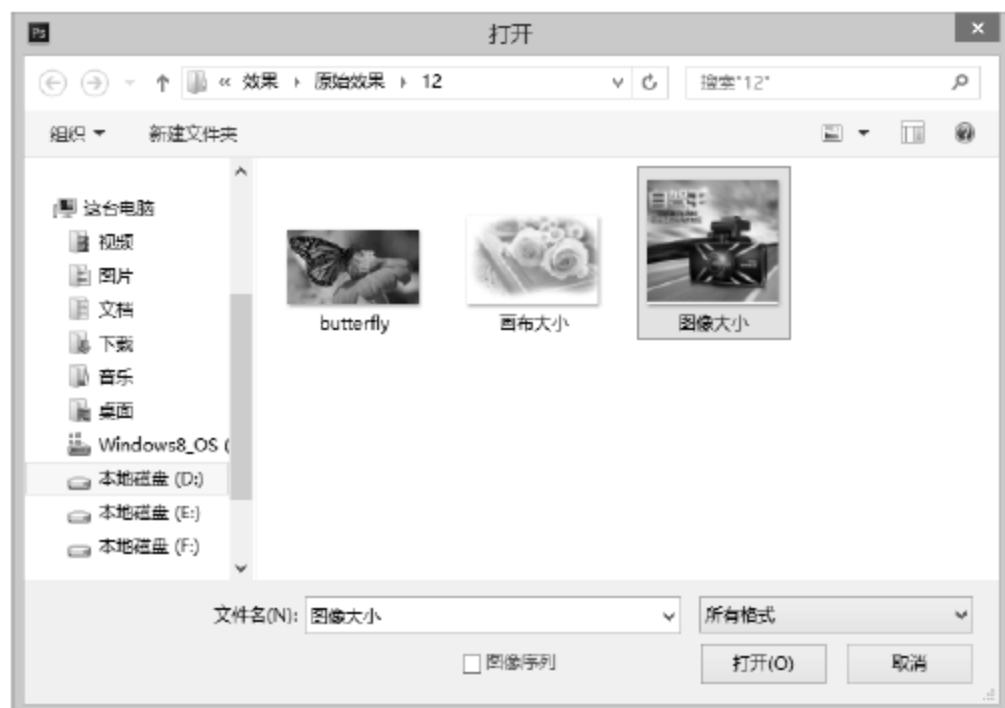 Ps 打开
« 效果 › 原始效果 › 12 搜索"12"
组织 新建文件夹
这台电脑
视频
图片
文档
下载
音乐
桌面
Windows8_OS (
本地磁盘 (D:)
本地磁盘 (E:)
本地磁盘 (F:)
butterfly 画布大小 图像大小
文件名(N): 图像大小 所有格式
图像序列 打开(O) 取消